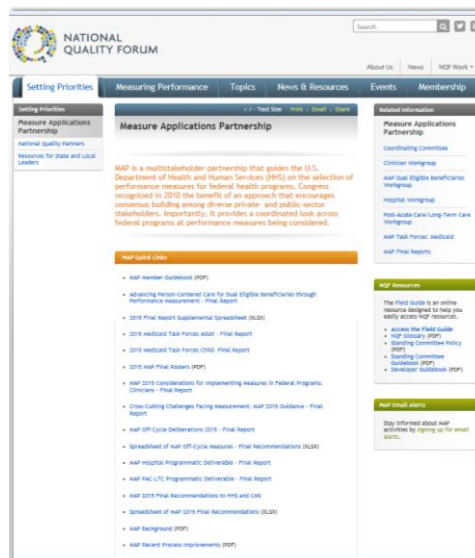 NATIONAL
QUALITY FORUM
Search
About Us
News
NQF Work
Setting Priorities
Measuring Performance
Topics
News & Resources
Events
Membership
Setting Priorities
Measure Applications
Partnership
National Quality Partners
Resources for State and Local
Leaders
+ / - Text Size Print | Email | Share
Measure Applications Partnership
MAP is a multistakeholder partnership that guides the U.S.
Department of Health and Human Services (HHS) on the selection of
performance measures for federal health programs. Congress
recognized in 2010 the benefit of an approach that encourages
consensus building among diverse private- and public-sector
stakeholders. Importantly, it provides a coordinated look across
federal programs at performance measures being considered.
MAP Quick Links
• MAP Member Guidebook (PDF)
• Advancing Person-Centered Care for Dual Eligible Beneficiaries through
Performance Measurement - Final Report
• 2015 Final Report Supplemental Spreadsheet (XLSX)
• 2015 Medicaid Task Forces Adult - Final Report
• 2015 Medicaid Task Forces Child- Final Report
• 2015 MAP Final Rosters (PDF)
• MAP 2015 Considerations for Implementing Measures in Federal Programs:
Clinicians - Final Report
• Cross-Cutting Challenges Facing Measurement: MAP 2015 Guidance - Final
Report
• MAP Off-Cycle Deliberations 2015 - Final Report
• Spreadsheet of MAP Off-Cycle Measures - Final Recommendations (XLSX)
• MAP Hospital Programmatic Deliverable - Final Report
• MAP PAC-LTC Programmatic Deliverable - Final Report
• MAP 2015 Final Recommendations to HHS and CMS
• Spreadsheet of MAP 2015 Final Recommendations (XLSX)
• MAP Background (PDF)
• MAP Recent Process Improvements (PDF)
Related Information
Measure Applications
Partnership
Coordinating Committee
Clinician Workgroup
MAP Dual Eligible Beneficiaries
Workgroup
Hospital Workgroup
Post-Acute Care/Long-Term Care
Workgroup
MAP Task Forces: Medicaid
MAP Final Reports
NQF Resources
The Field Guide is an online
resource designed to help you
easily access NQF resources.
• Access the Field Guide
• NQF Glossary (PDF)
• Standing Committee Policy
(PDF)
• Standing Committee
Guidebook (PDF)
• Developer Guidebook (PDF)
MAP Email Alerts
Stay informed about MAP
activities by signing up for email
alerts.